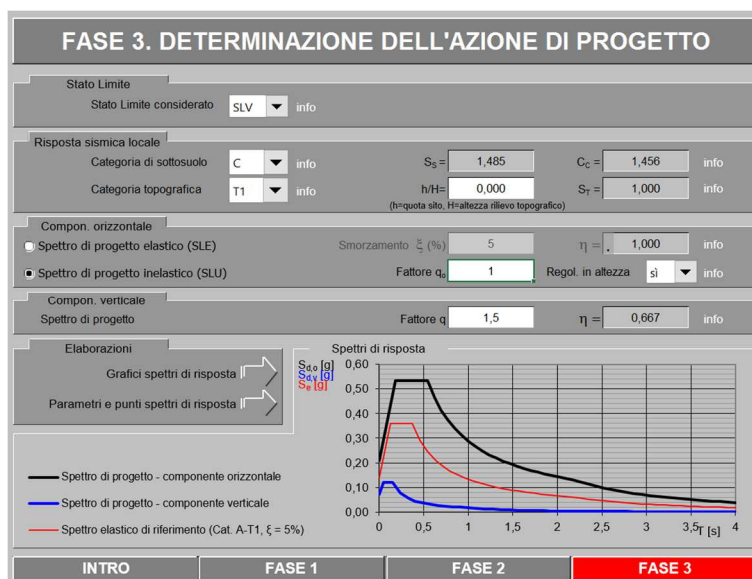 FASE 3. DETERMINAZIONE DELL'AZIONE DI PROGETTO
Stato Limite
Stato Limite considerato SLV info
Risposta sismica locale
Categoria di sottosuolo C info Sₛ = 1,485 C_C = 1,456 info
Categoria topografica T1 info h/H= 0,000 S_T = 1,000 info
(h=quota sito, H=altezza rilievo topografico)
Compon. orizzontale
Spettro di progetto elastico (SLE) Smorzamento ξ (%) 5 η = 1,000 info
Spettro di progetto inelastico (SLU) Fattore qₒ 1 Regol. in altezza sì info
Compon. verticale
Spettro di progetto Fattore q 1,5 η = 0,667 info
Elaborazioni
Grafici spettri di risposta
Parametri e punti spettri di risposta
Spettri di risposta
S_d,o [g]
S_d,v [g]
S_e [g]
0,60
0,50
0,40
0,30
0,20
0,10
0,00
0 0,5 1 1,5 2 2,5 3 3,5 T [s] 4
Spettro di progetto - componente orizzontale
Spettro di progetto - componente verticale
Spettro elastico di riferimento (Cat. A-T1, ξ = 5%)
INTRO FASE 1 FASE 2 FASE 3